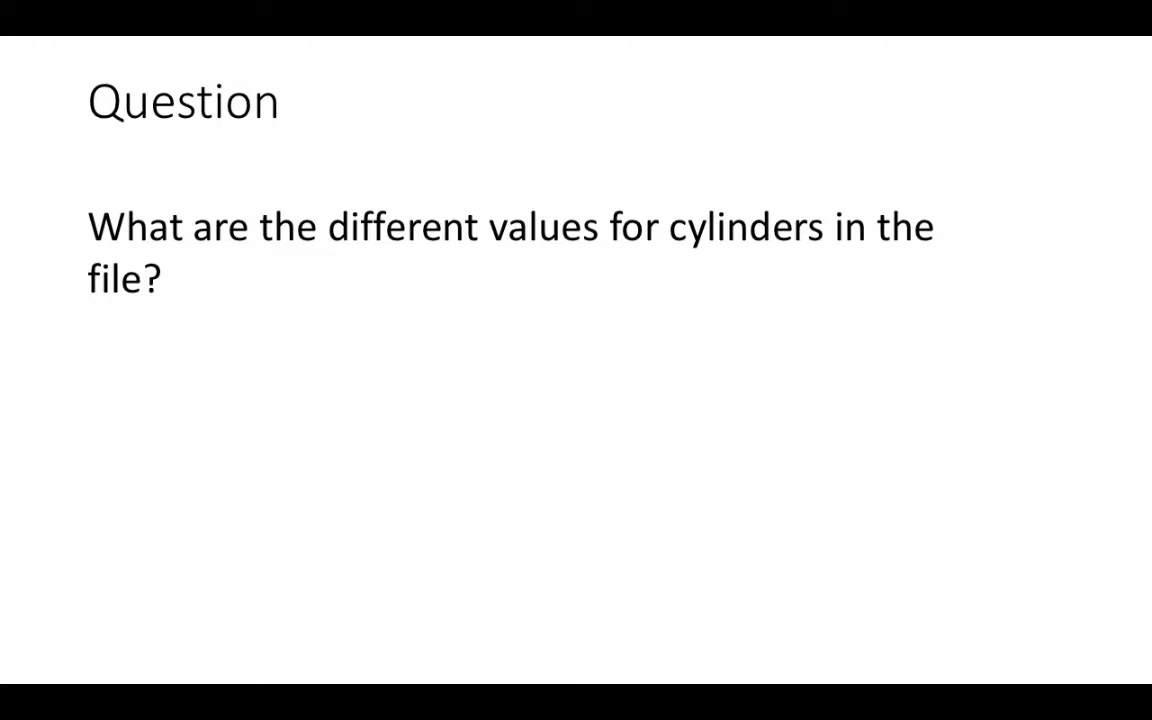 Question
What are the different values for cylinders in the
file?